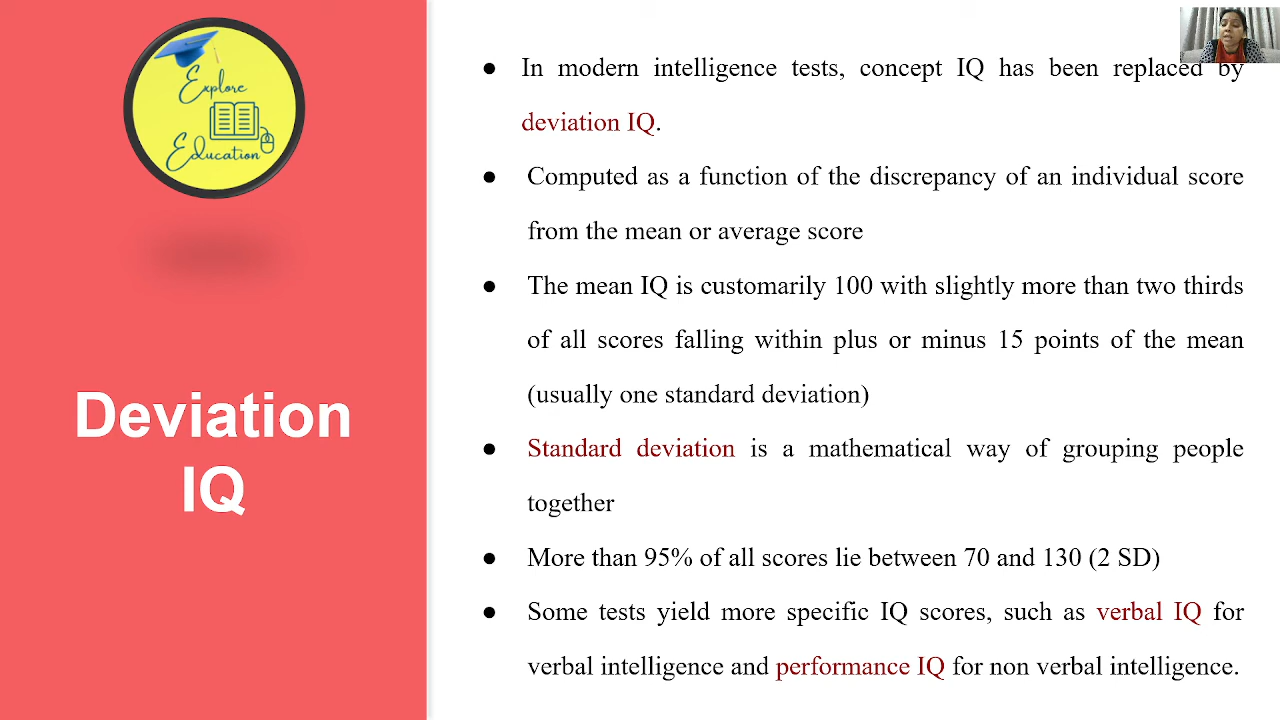 Explore
Education
Deviation
IQ
● In modern intelligence tests, concept IQ has been replaced by
deviation IQ.
● Computed as a function of the discrepancy of an individual score
from the mean or average score
● The mean IQ is customarily 100 with slightly more than two thirds
of all scores falling within plus or minus 15 points of the mean
(usually one standard deviation)
● Standard deviation is a mathematical way of grouping people
together
● More than 95% of all scores lie between 70 and 130 (2 SD)
● Some tests yield more specific IQ scores, such as verbal IQ for
verbal intelligence and performance IQ for non verbal intelligence.